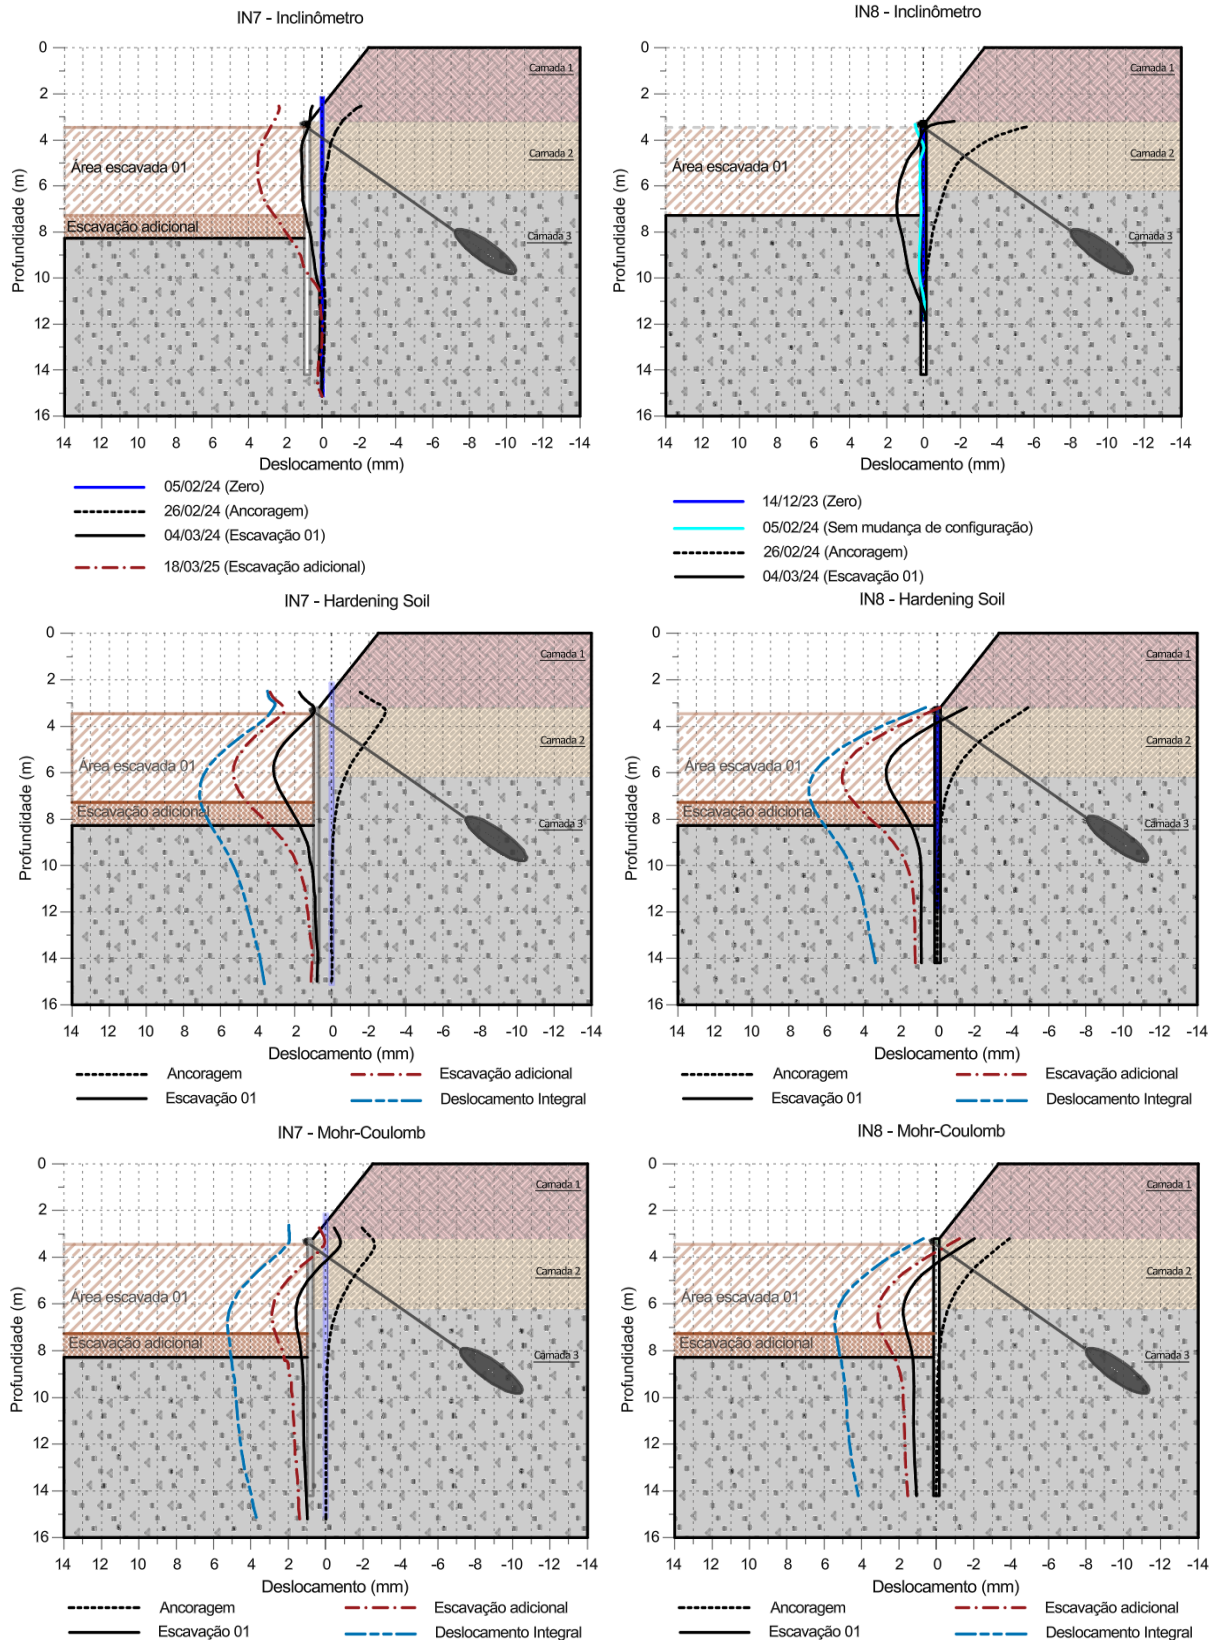 IN7 - Inclinômetro
0
2
4
6
8
10
12
14
16
Profundidade (m)
Camada 1
Camada 2
Camada 3
Área escavada 01
Escavação adicional
14 12 10 8 6 4 2 0 -2 -4 -6 -8 -10 -12 -14
Deslocamento (mm)
05/02/24 (Zero)
26/02/24 (Ancoragem)
04/03/24 (Escavação 01)
18/03/25 (Escavação adicional)
IN8 - Inclinômetro
0
2
4
6
8
10
12
14
16
Profundidade (m)
Camada 1
Camada 2
Camada 3
Área escavada 01
14 12 10 8 6 4 2 0 -2 -4 -6 -8 -10 -12 -14
Deslocamento (mm)
14/12/23 (Zero)
05/02/24 (Sem mudança de configuração)
26/02/24 (Ancoragem)
04/03/24 (Escavação 01)
IN7 - Hardening Soil
0
2
4
6
8
10
12
14
16
Profundidade (m)
Camada 1
Camada 2
Camada 3
Área escavada 01
Escavação adicional
14 12 10 8 6 4 2 0 -2 -4 -6 -8 -10 -12 -14
Deslocamento (mm)
Ancoragem
Escavação adicional
Escavação 01
Deslocamento Integral
IN8 - Hardening Soil
0
2
4
6
8
10
12
14
16
Profundidade (m)
Camada 1
Camada 2
Camada 3
Área escavada 01
Escavação adicional
14 12 10 8 6 4 2 0 -2 -4 -6 -8 -10 -12 -14
Deslocamento (mm)
Ancoragem
Escavação adicional
Escavação 01
Deslocamento Integral
IN7 - Mohr-Coulomb
0
2
4
6
8
10
12
14
16
Profundidade (m)
Camada 1
Camada 2
Camada 3
Área escavada 01
Escavação adicional
14 12 10 8 6 4 2 0 -2 -4 -6 -8 -10 -12 -14
Deslocamento (mm)
Ancoragem
Escavação adicional
Escavação 01
Deslocamento Integral
IN8 - Mohr-Coulomb
0
2
4
6
8
10
12
14
16
Profundidade (m)
Camada 1
Camada 2
Camada 3
Área escavada 01
Escavação adicional
14 12 10 8 6 4 2 0 -2 -4 -6 -8 -10 -12 -14
Deslocamento (mm)
Ancoragem
Escavação adicional
Escavação 01
Deslocamento Integral